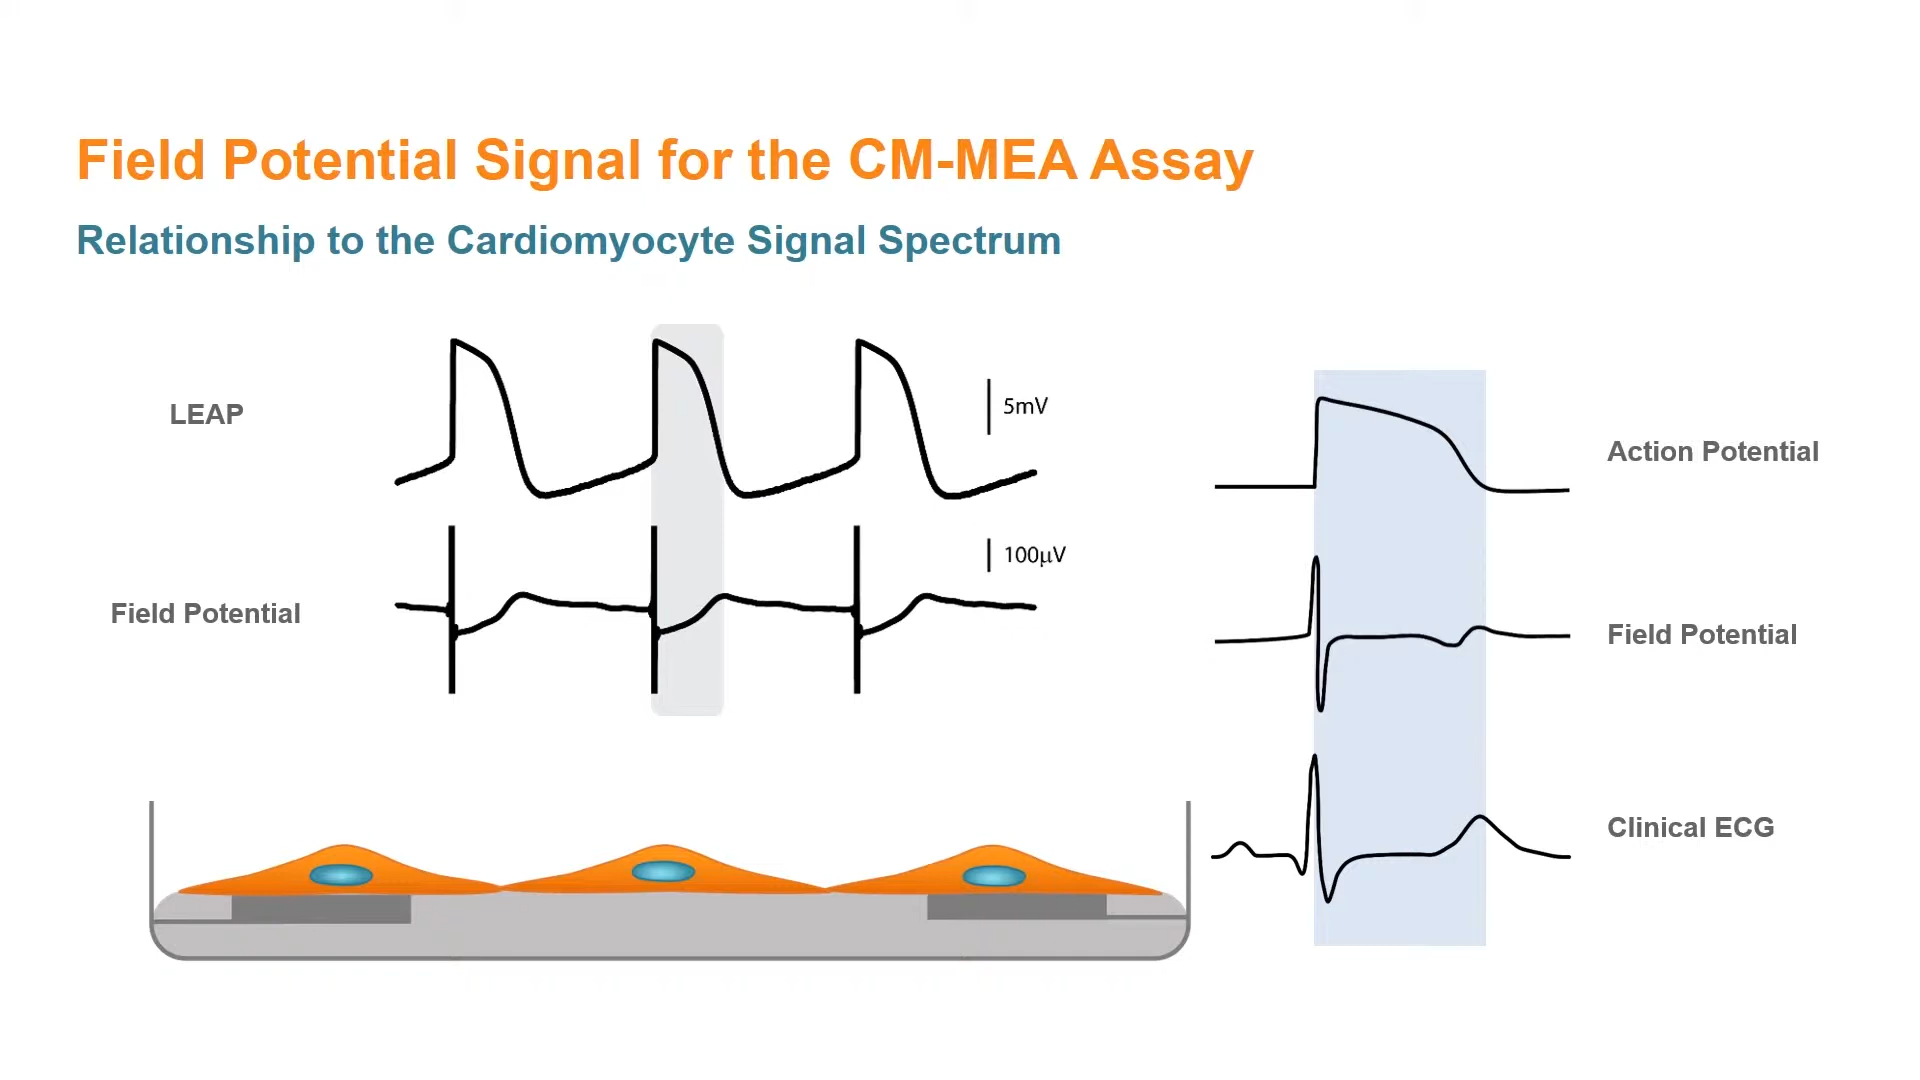 Field Potential Signal for the CM-MEA Assay
Relationship to the Cardiomyocyte Signal Spectrum
LEAP
5mV
Field Potential
100µV
Action Potential
Field Potential
Clinical ECG